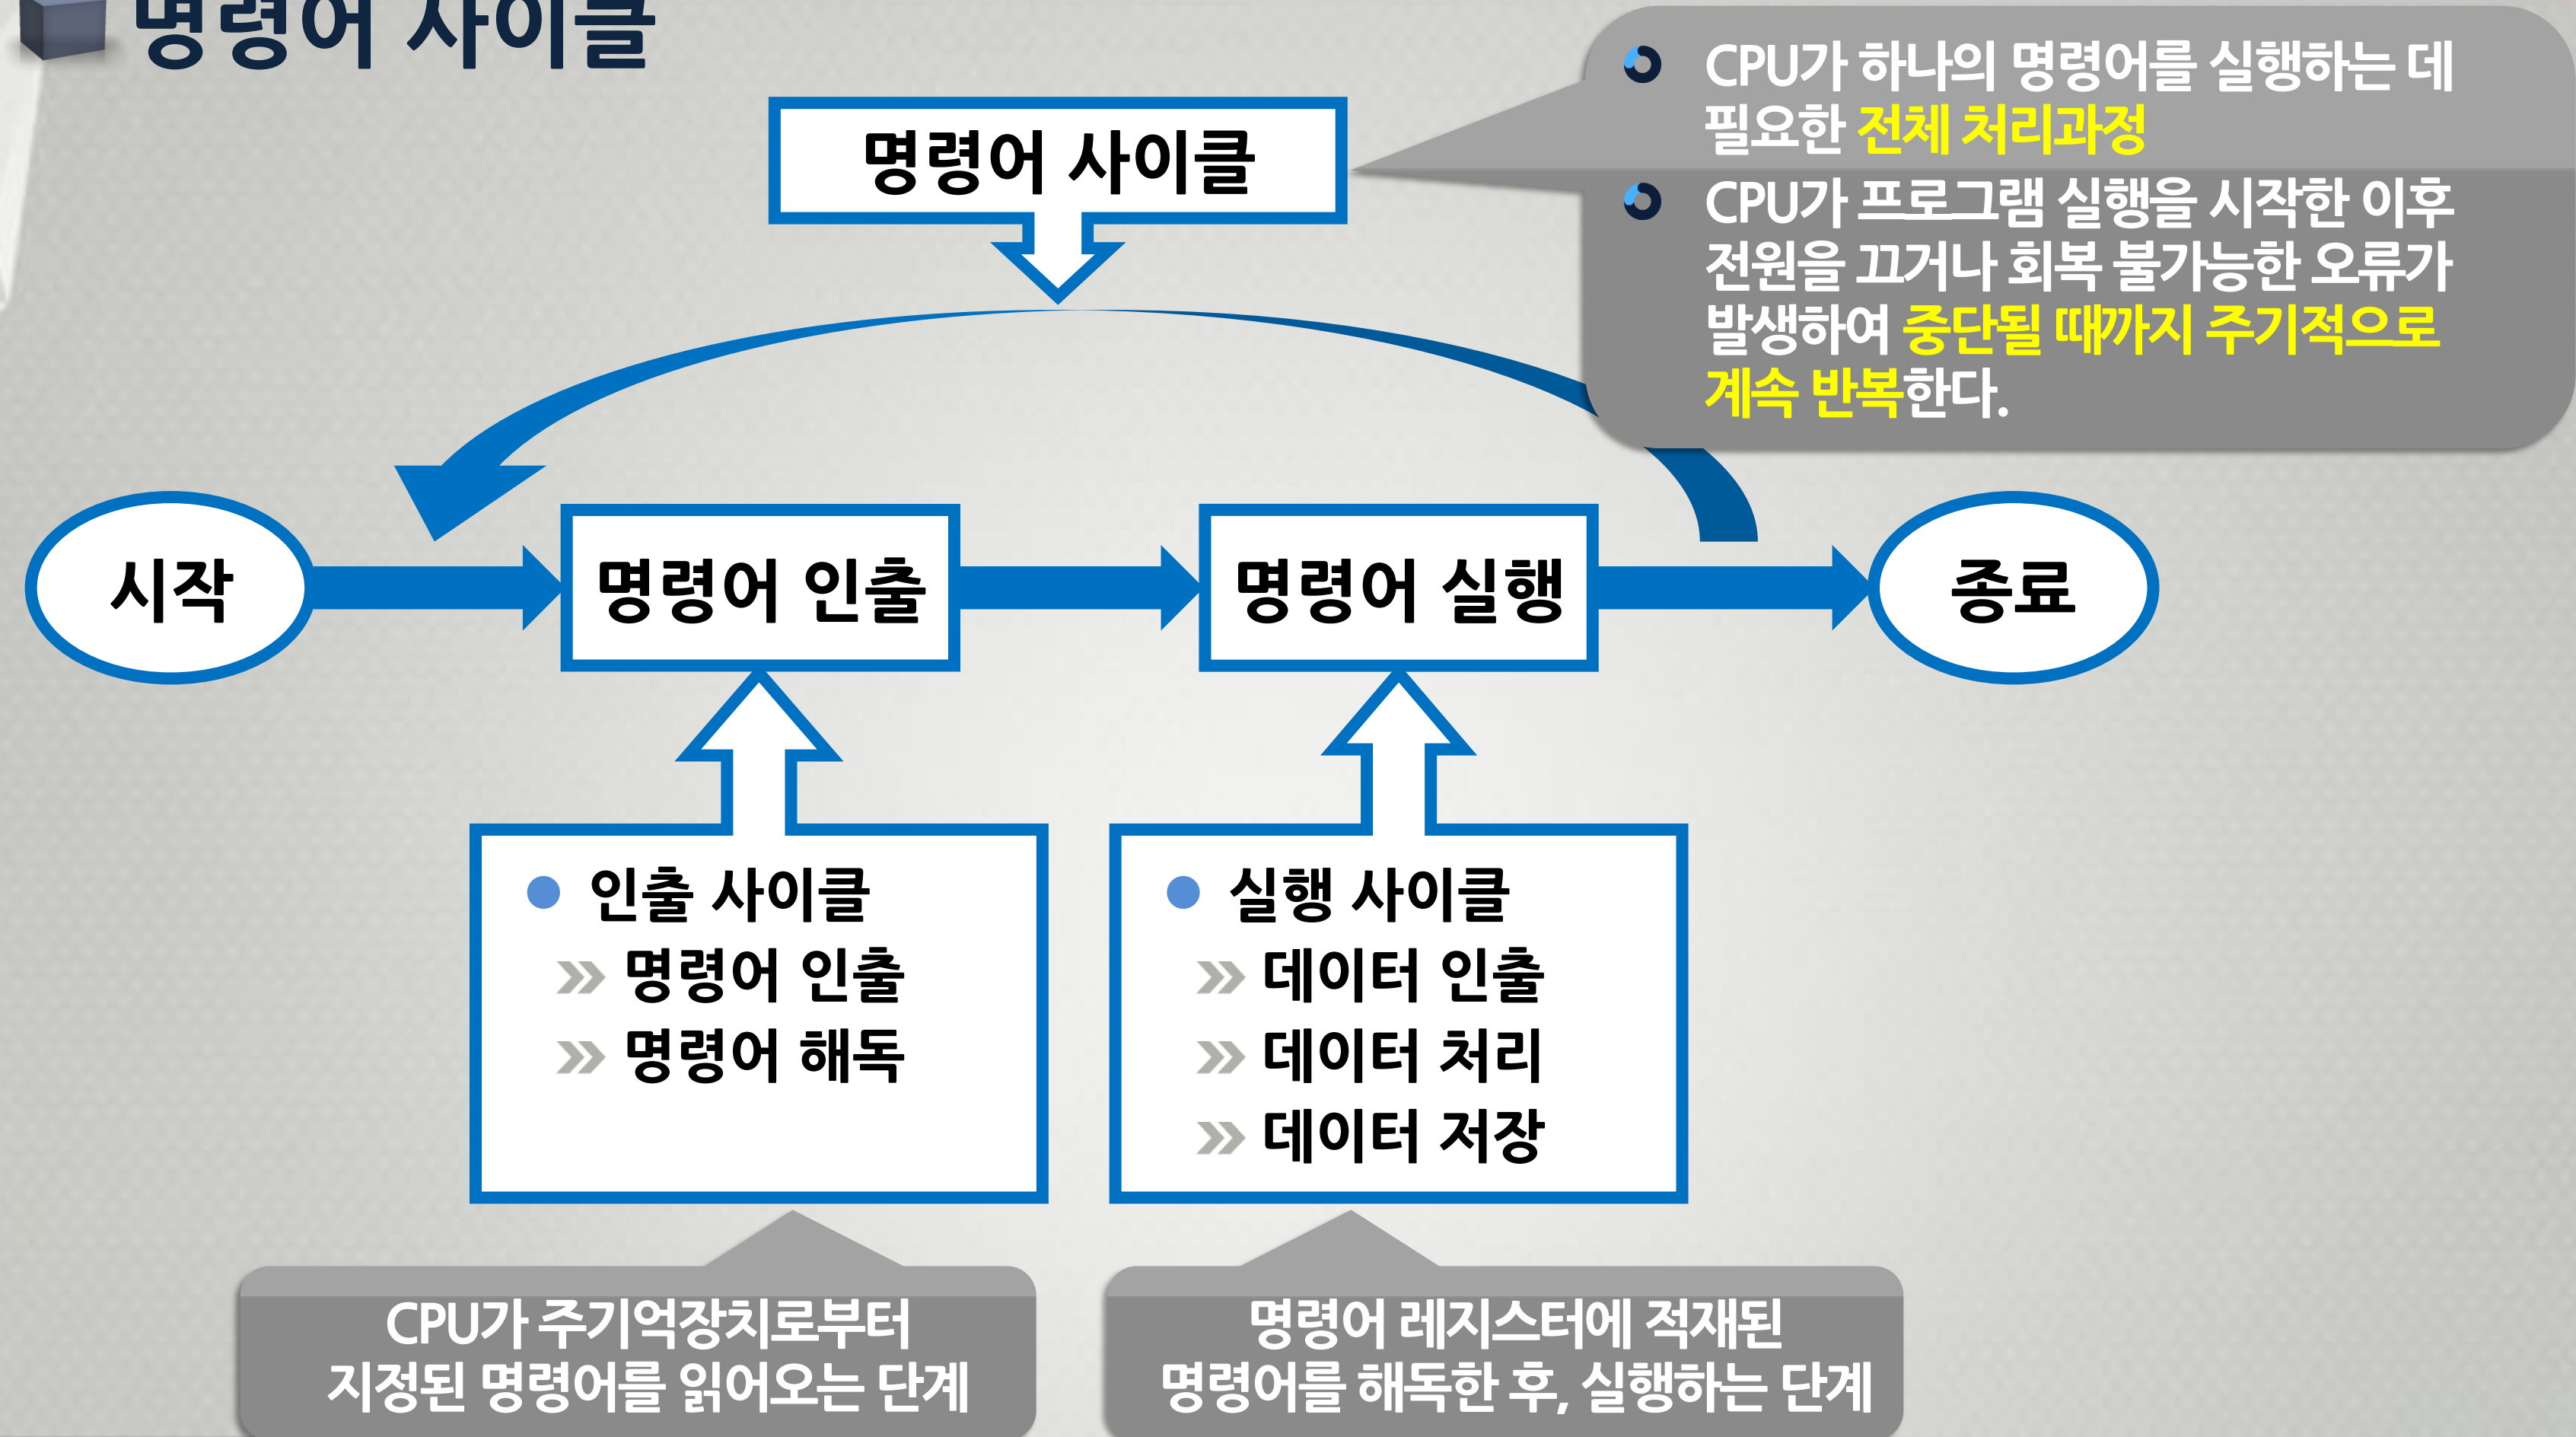 명령어 사이클
명령어 사이클
CPU가 하나의 명령어를 실행하는 데
필요한 전체 처리과정
CPU가 프로그램 실행을 시작한 이후
전원을 끄거나 회복 불가능한 오류가
발생하여 중단될 때까지 주기적으로
계속 반복한다.
시작
명령어 인출
명령어 실행
종료
인출 사이클
명령어 인출
명령어 해독
실행 사이클
데이터 인출
데이터 처리
데이터 저장
CPU가 주기억장치로부터
지정된 명령어를 읽어오는 단계
명령어 레지스터에 적재된
명령어를 해독한 후, 실행하는 단계